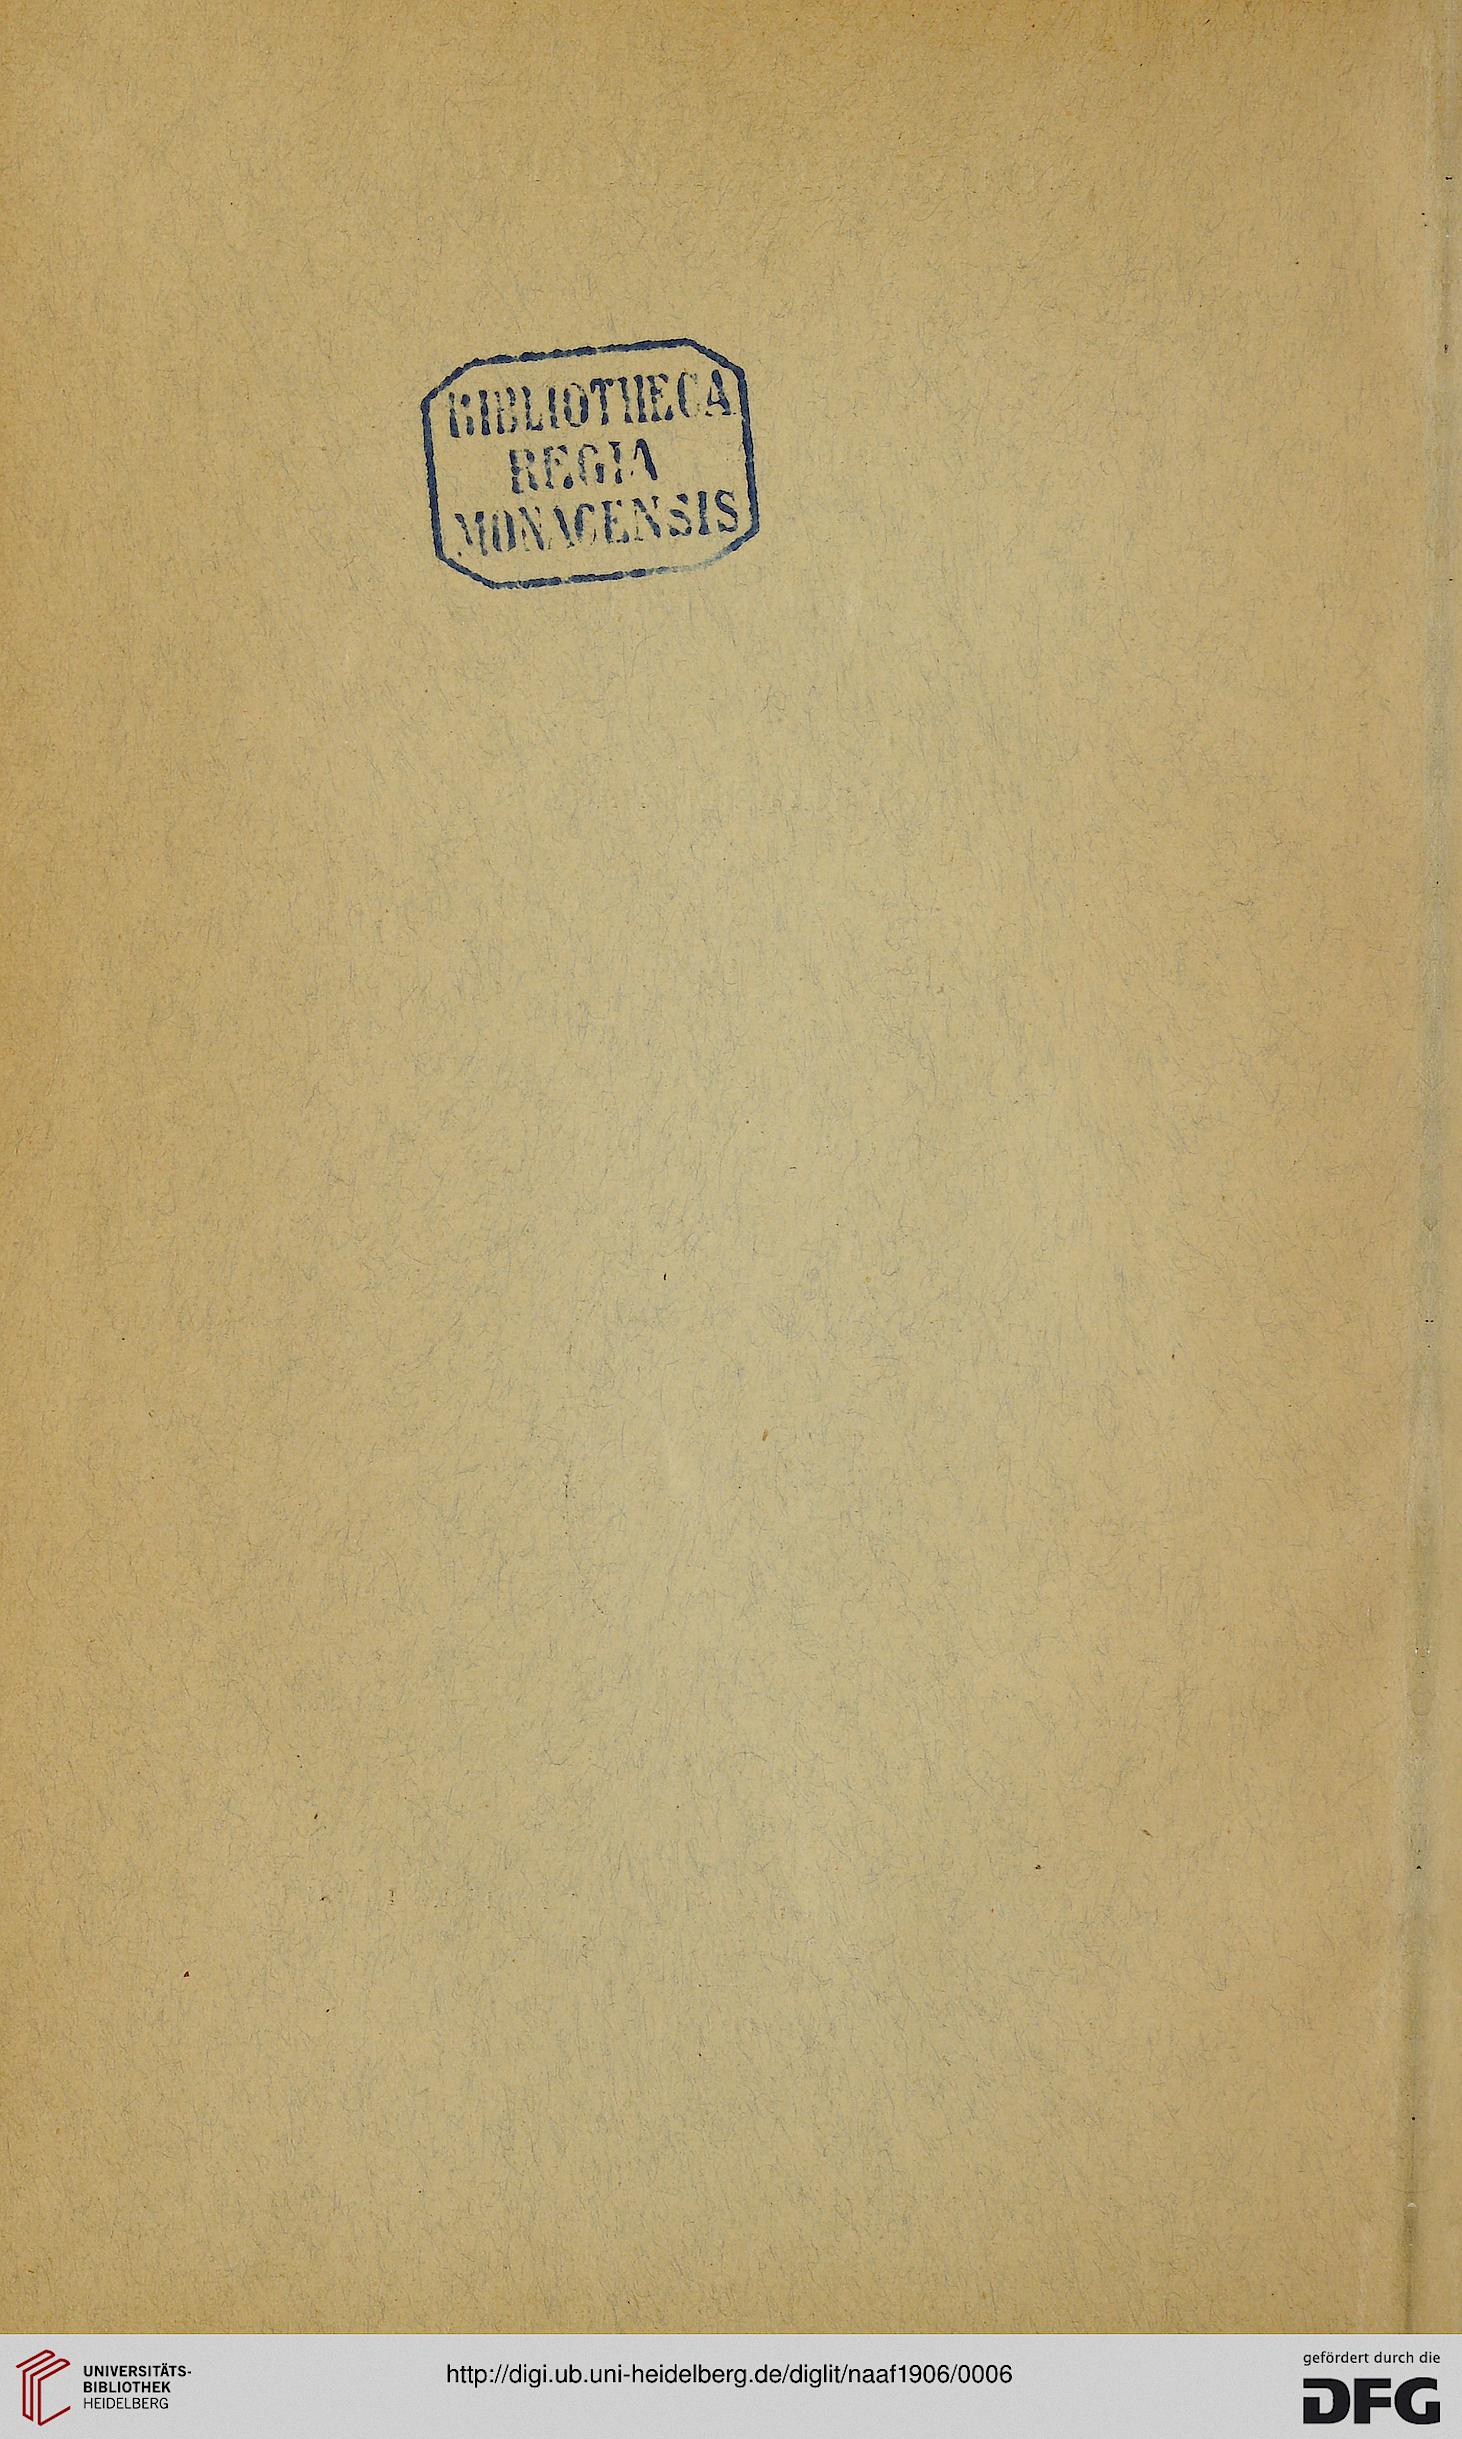 BIBLIOTHECA
REGIA
MONACENSIS
UNIVERSITÄTS-
BIBLIOTHEK
HEIDELBERG
http://digi.ub.uni-heidelberg.de/diglit/naaf1906/0006
gefördert durch die
DFG